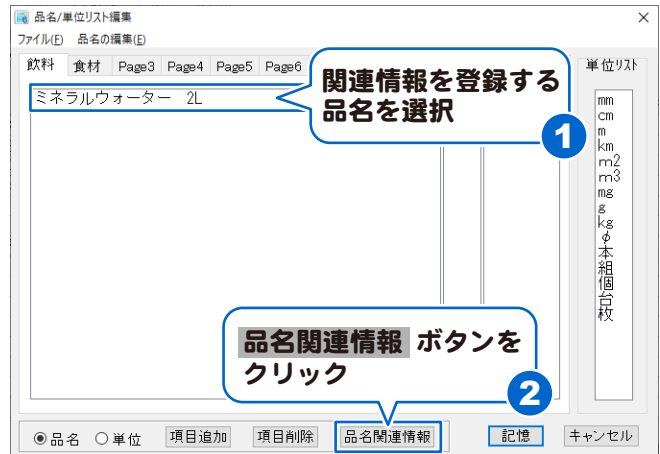 品名/単位リスト編集
ファイル(F) 品名の編集(E)
飲料 食材 Page3 Page4 Page5 Page6
単位リスト
ミネラルウォーター 2L
関連情報を登録する
品名を選択
1
mm
cm
m
km
m2
m3
mg
g
kg
φ
本
組
個
台
枚
品名関連情報 ボタンを
クリック
2
品名 単位 項目追加 項目削除 品名関連情報 記憶 キャンセル